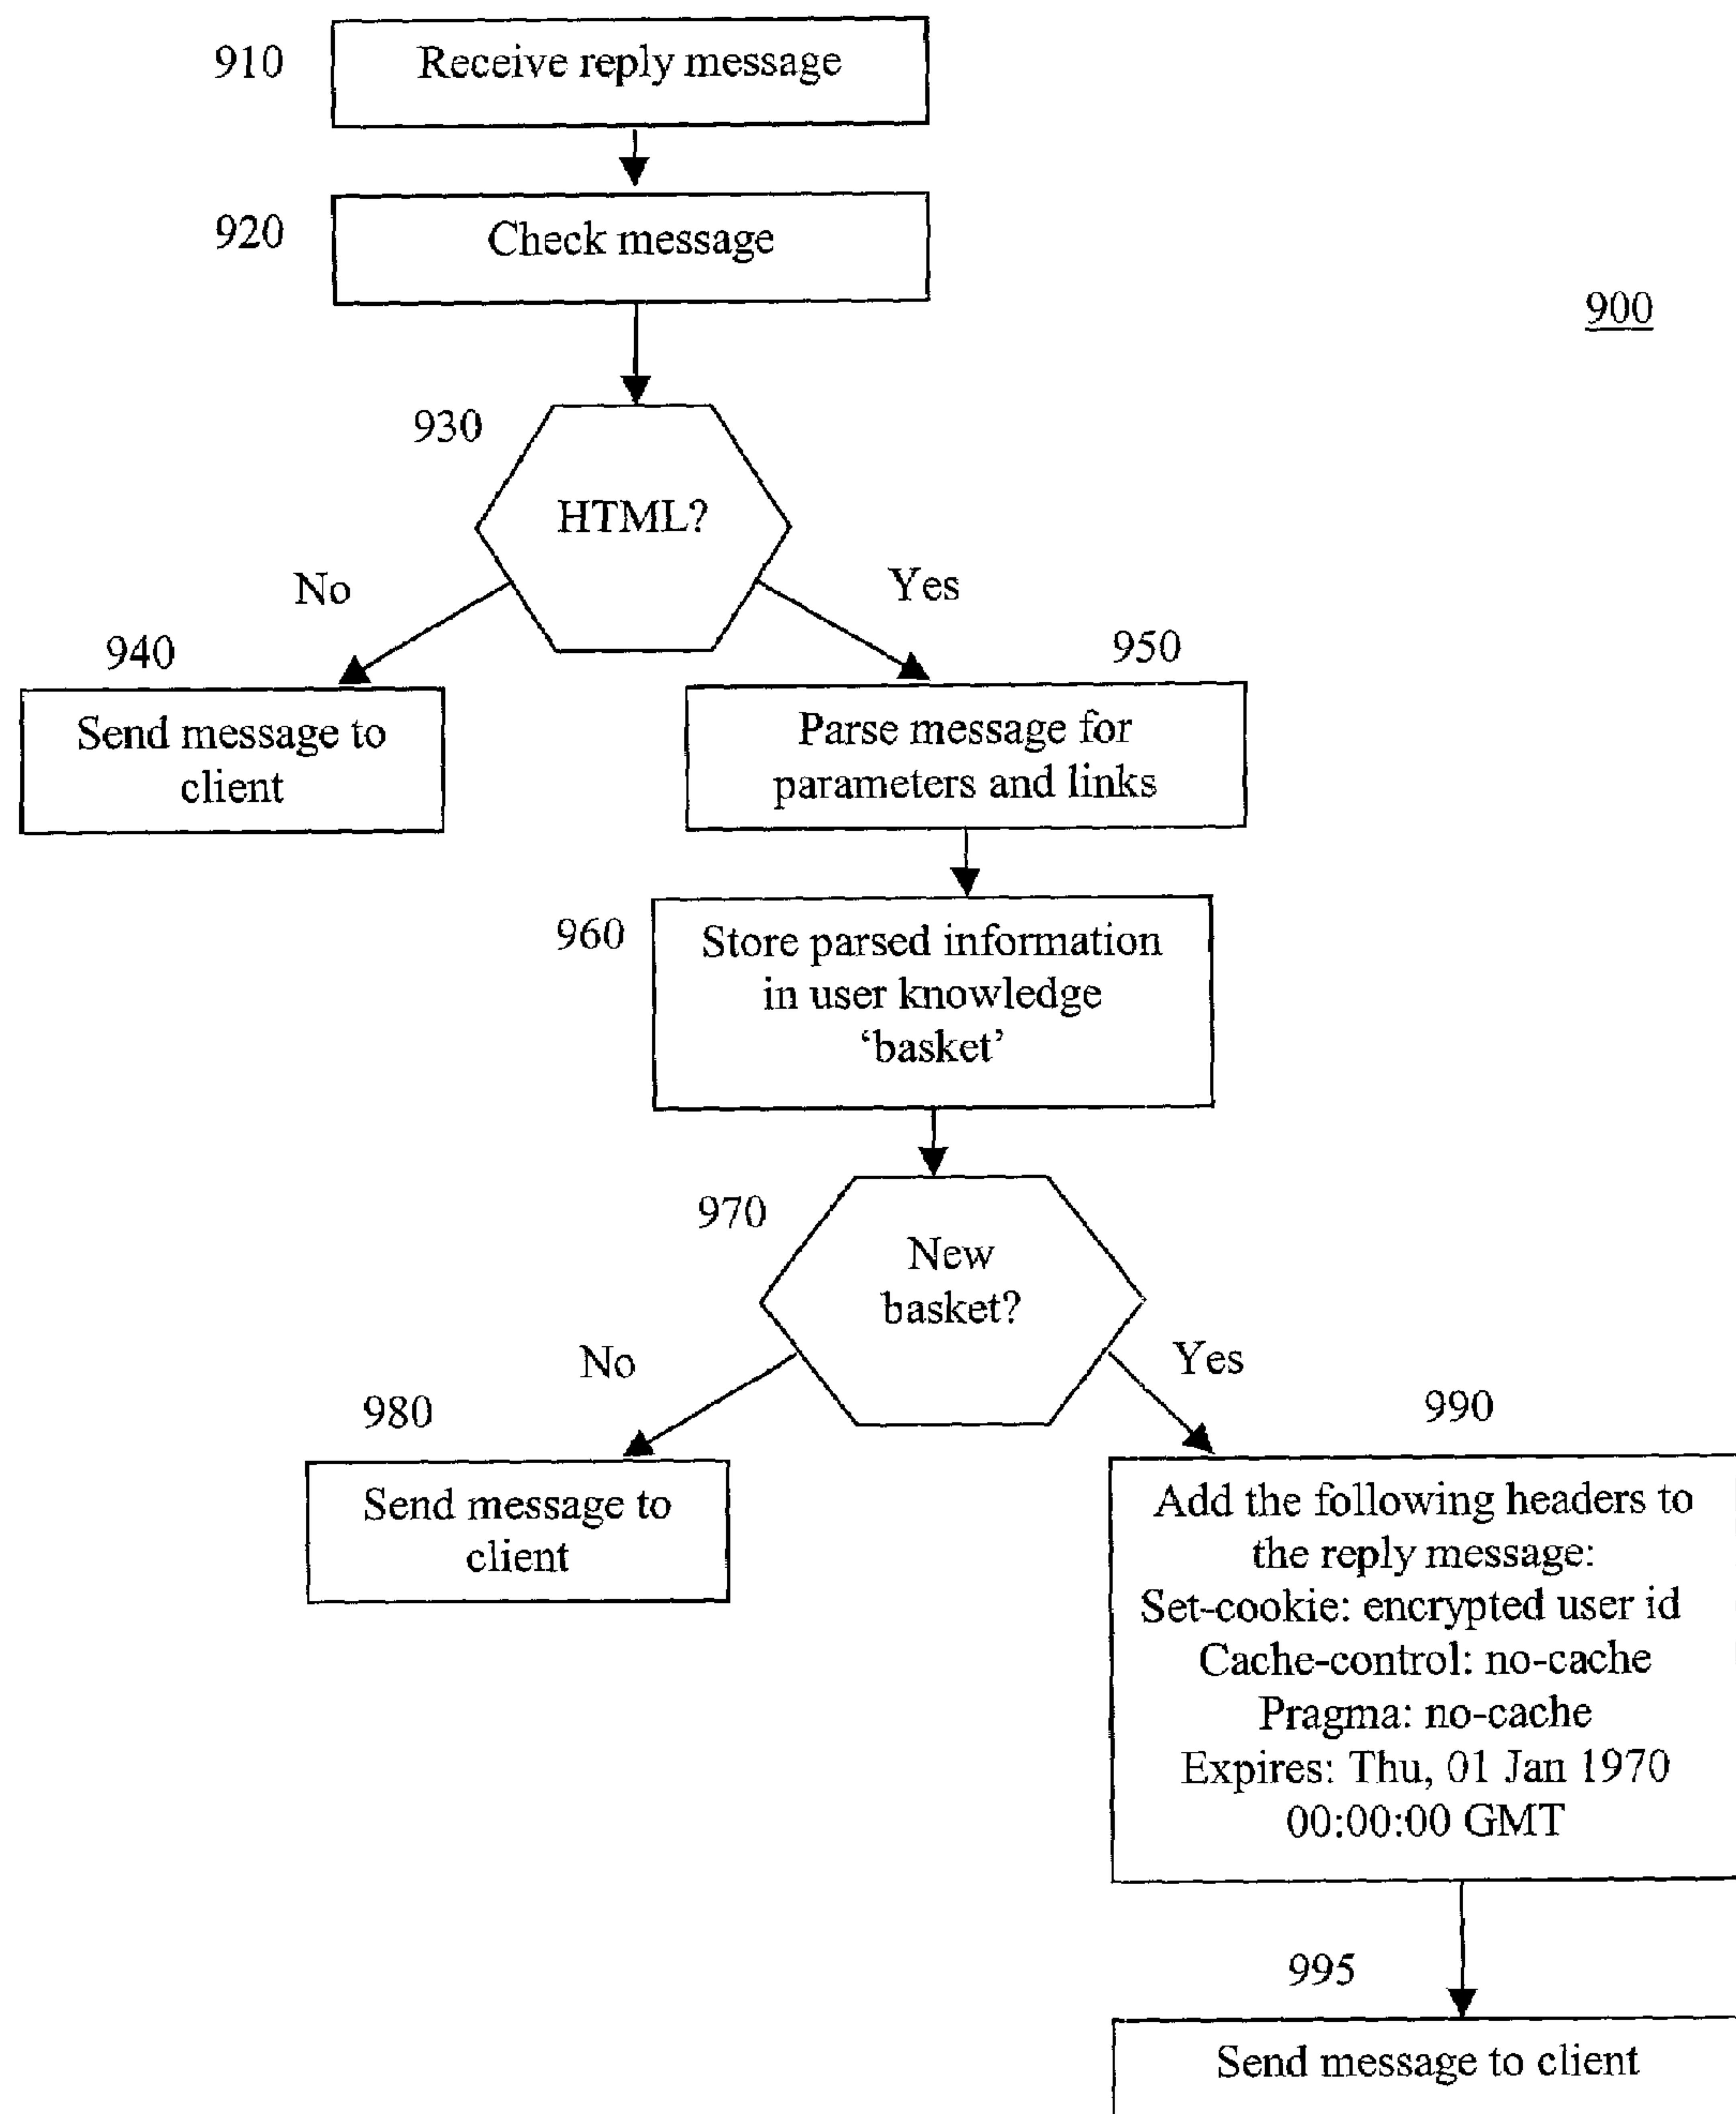 910
Receive reply message
920
Check message
900
930
HTML?
No
Yes
940
950
Send message to
client
Parse message for
parameters and links
960
Store parsed information
in user knowledge
‘basket’
970
New
basket?
No
Yes
980
990
Send message to
client
Add the following headers to
the reply message:
Set-cookie: encrypted user id
Cache-control: no-cache
Pragma: no-cache
Expires: Thu, 01 Jan 1970
00:00:00 GMT
995
Send message to client